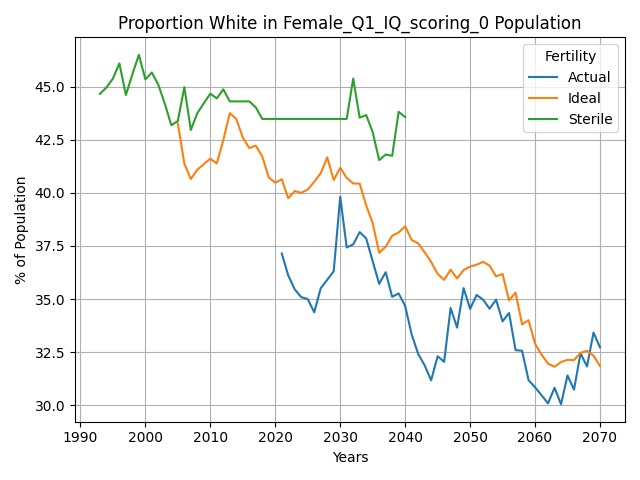 Proportion White in Female_Q1_IQ_scoring_0 Population
Fertility
Actual
Ideal
Sterile
% of Population
45.0
42.5
40.0
37.5
35.0
32.5
30.0
1990 2000 2010 2020 2030 2040 2050 2060 2070
Years